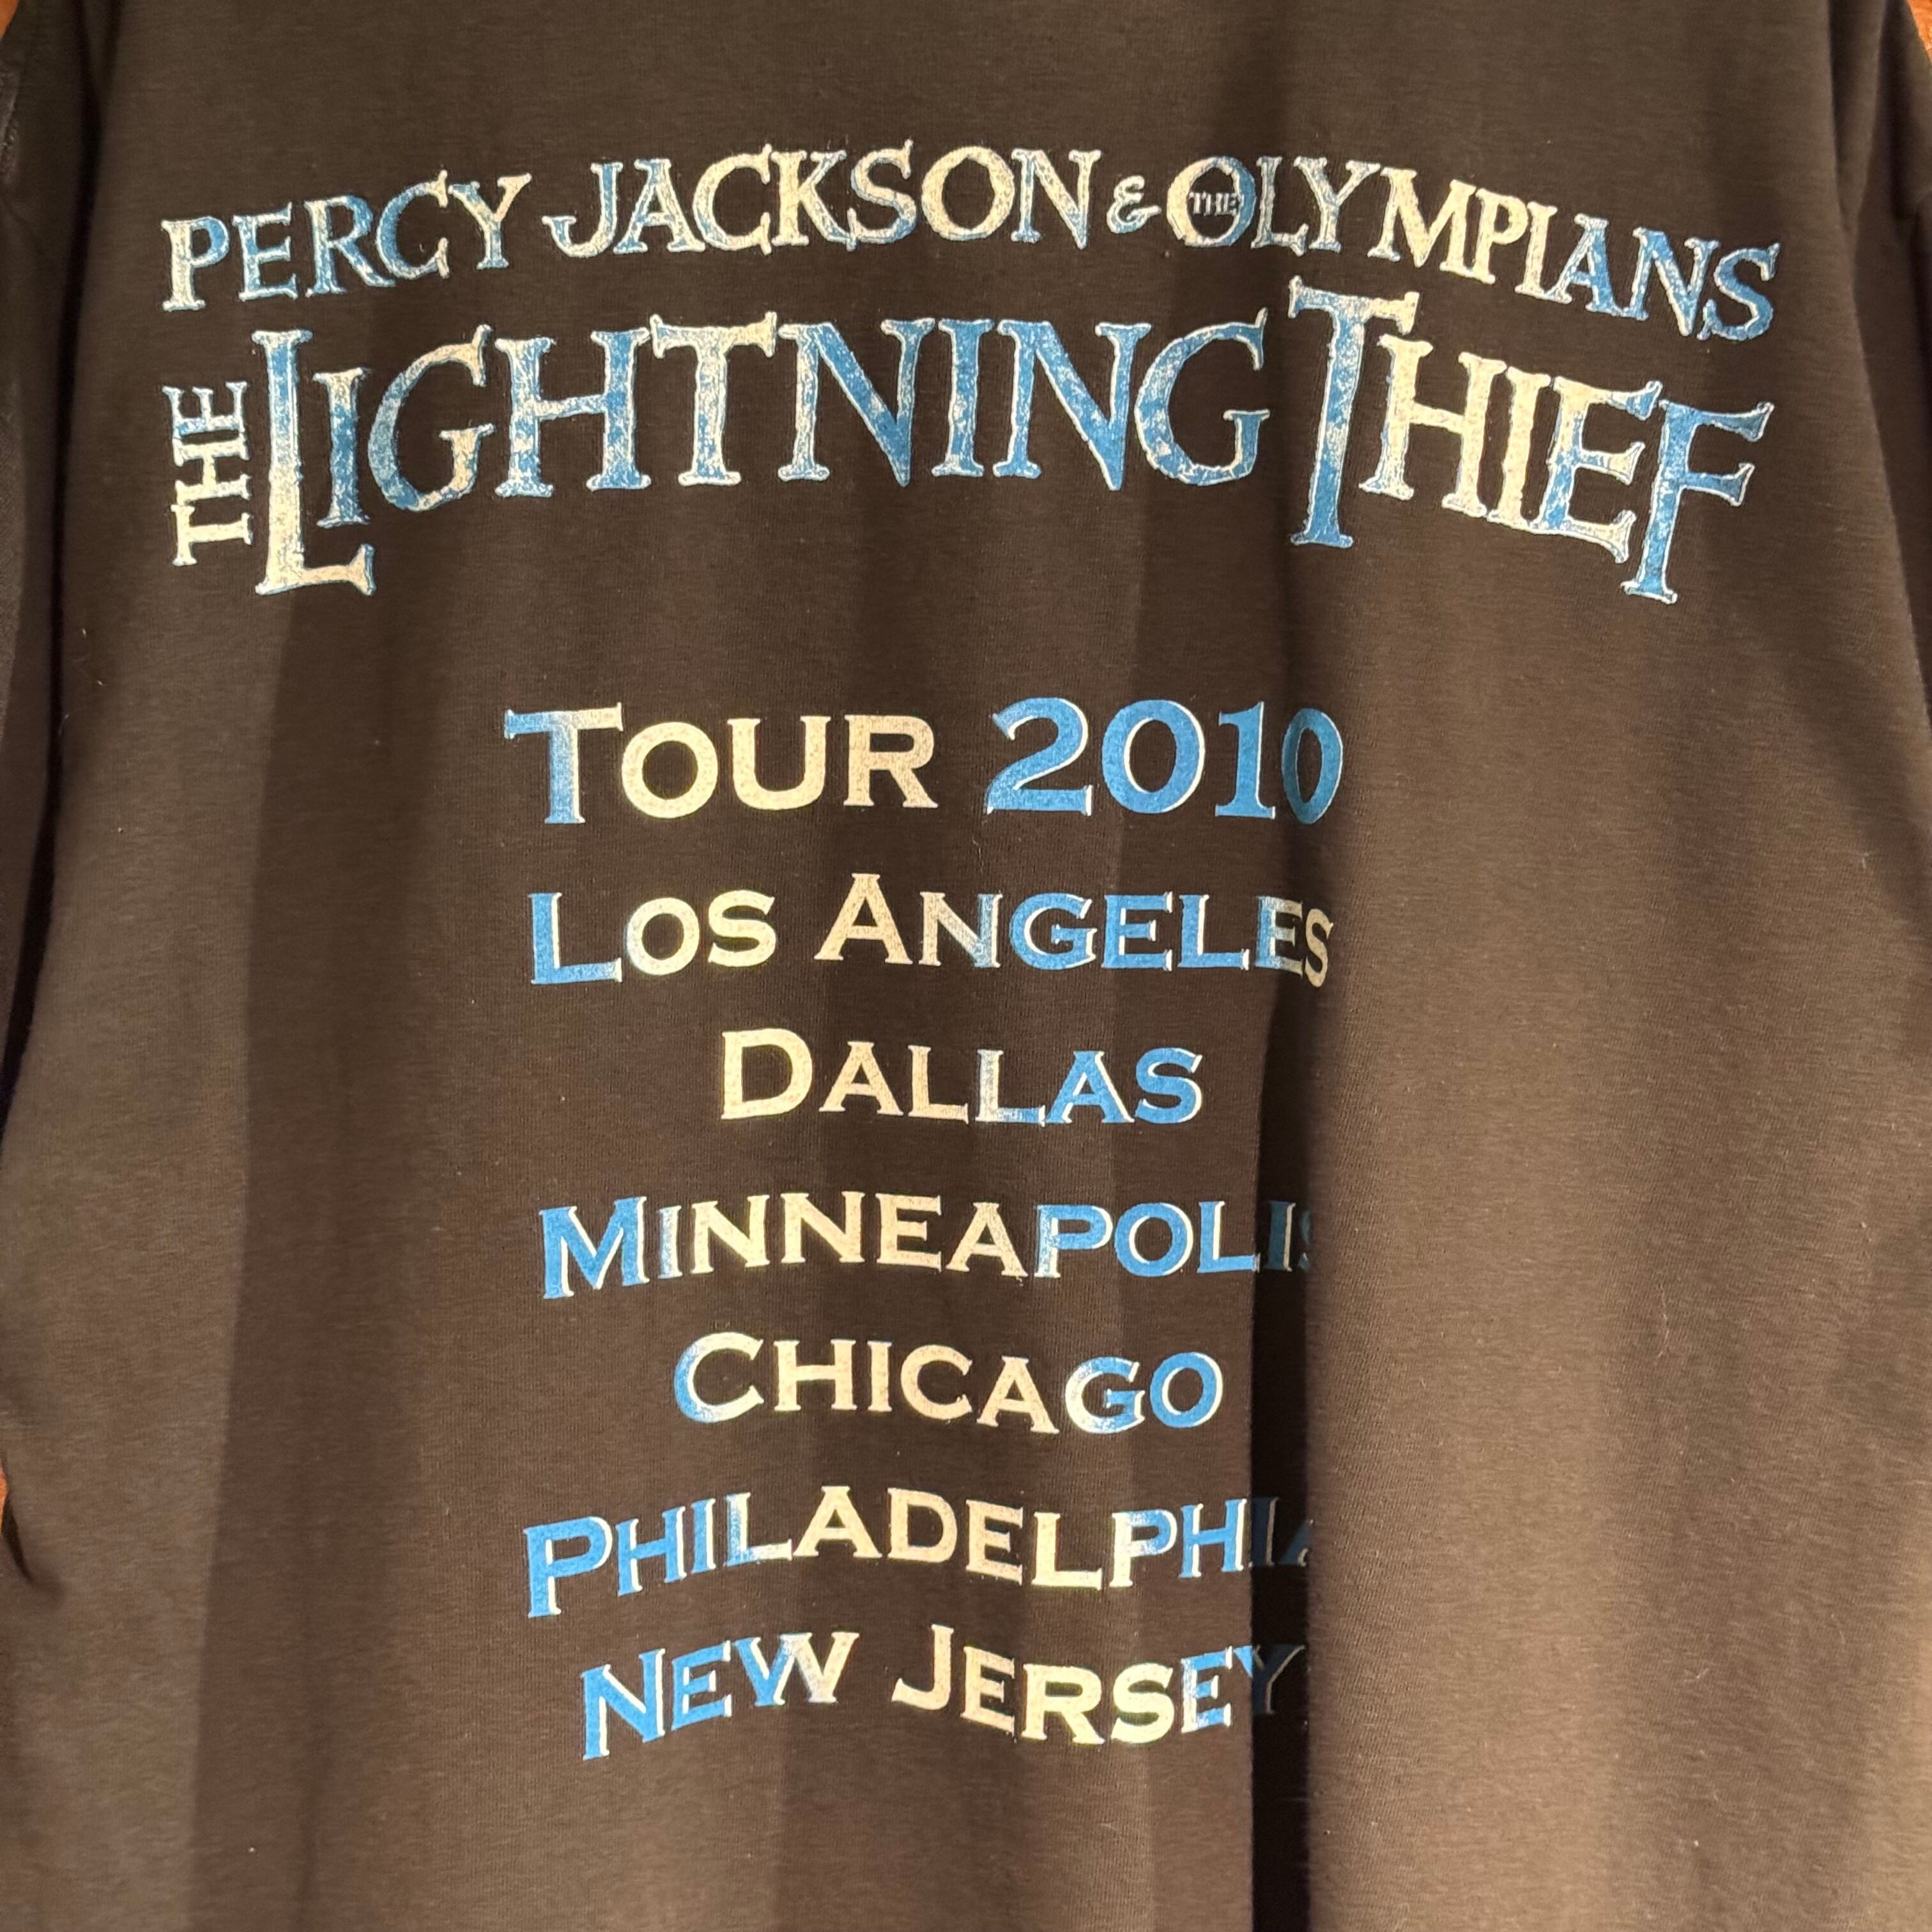 PERCY JACKSON & THE OLYMPIANS
THE LIGHTNING THIEF
TOUR 2010
LOS ANGELES
DALLAS
MINNEAPOLIS
CHICAGO
PHILADELPHIA
NEW JERSEY